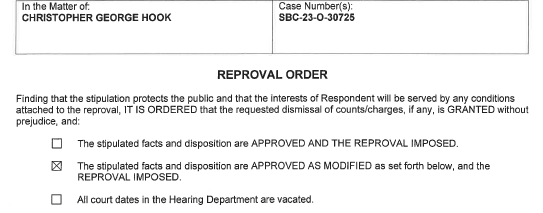 In the Matter of:
CHRISTOPHER GEORGE HOOK
Case Number(s):
SBC-23-O-30725
REPROVAL ORDER
Finding that the stipulation protects the public and that the interests of Respondent will be served by any conditions
attached to the reproval, IT IS ORDERED that the requested dismissal of counts/charges, if any, is GRANTED without
prejudice, and:
☐ The stipulated facts and disposition are APPROVED AND THE REPROVAL IMPOSED.
☒ The stipulated facts and disposition are APPROVED AS MODIFIED as set forth below, and the
REPROVAL IMPOSED.
☐ All court dates in the Hearing Department are vacated.